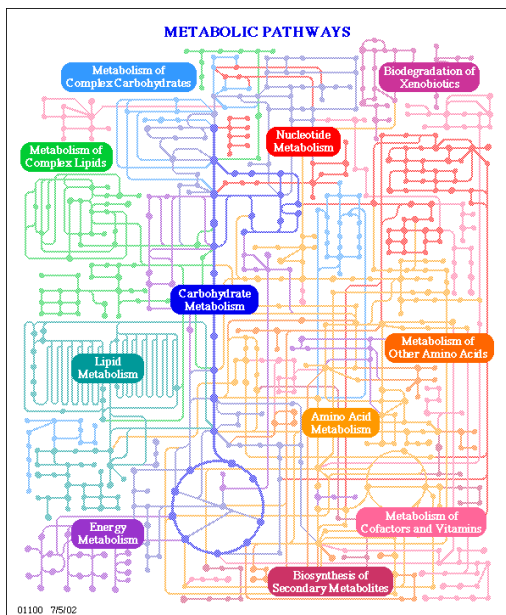 METABOLIC PATHWAYS
Metabolism of
Complex Carbohydrates
Biodegradation of
Xenobiotics
Nucleotide
Metabolism
Metabolism of
Complex Lipids
Carbohydrate
Metabolism
Metabolism of
Other Amino Acids
Lipid
Metabolism
Amino Acid
Metabolism
Metabolism of
Cofactors and Vitamins
Energy
Metabolism
Biosynthesis of
Secondary Metabolites
01100 7/5/02